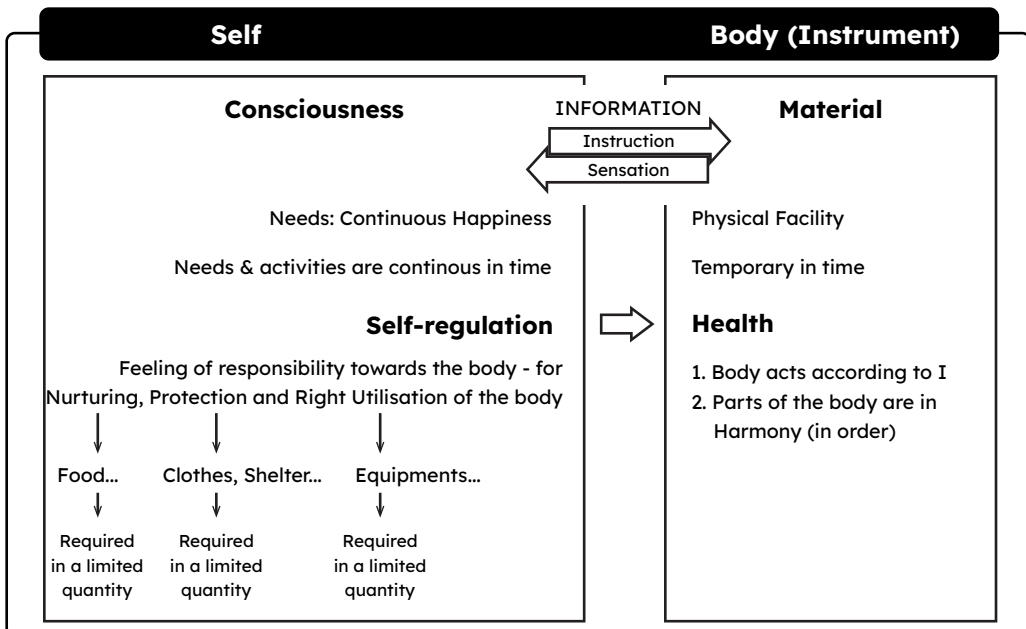 Self
Body (Instrument)
Consciousness
INFORMATION
Material
Instruction
Sensation
Needs: Continuous Happiness
Physical Facility
Needs & activities are continous in time
Temporary in time
Self-regulation
Health
Feeling of responsibility towards the body - for
Nurturing, Protection and Right Utilisation of the body
1. Body acts according to I
2. Parts of the body are in
Harmony (in order)
Food...
Clothes, Shelter...
Equipments...
Required
in a limited
quantity
Required
in a limited
quantity
Required
in a limited
quantity